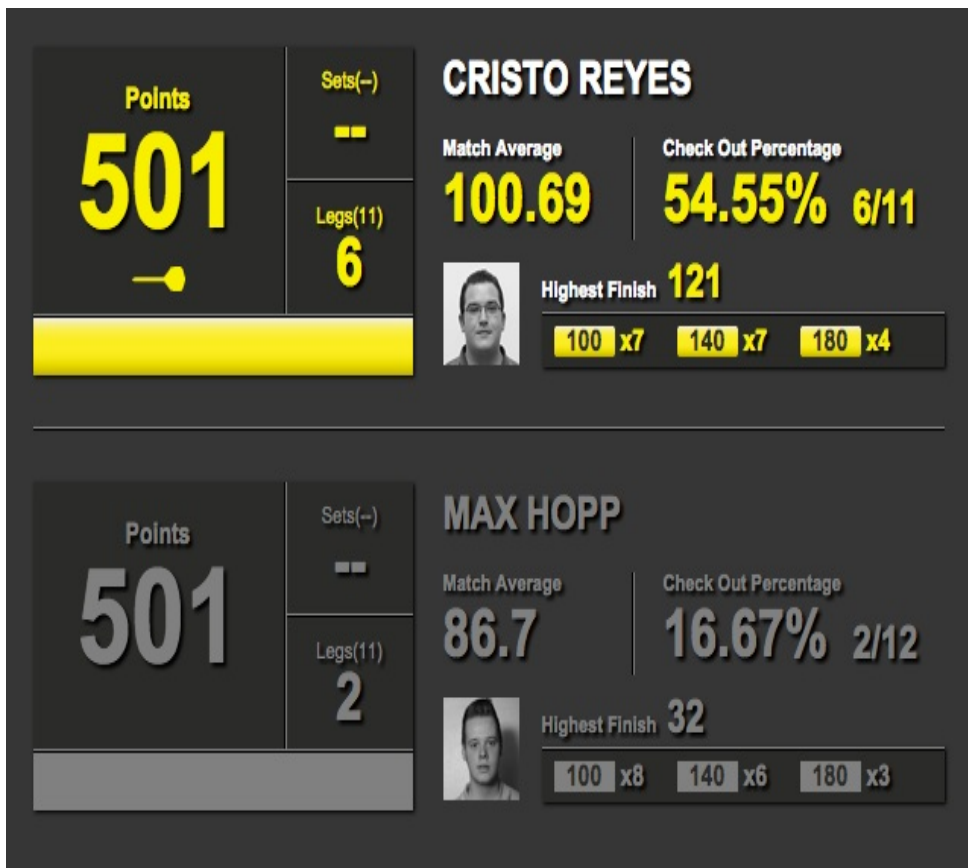 CRISTO REYES
Points
501
Sets(--)
--
Legs(11)
6
Match Average
100.69
Check Out Percentage
54.55% 6/11
Highest Finish 121
100 x7 140 x7 180 x4
MAX HOPP
Points
501
Sets(--)
--
Legs(11)
2
Match Average
86.7
Check Out Percentage
16.67% 2/12
Highest Finish 32
100 x8 140 x6 180 x3